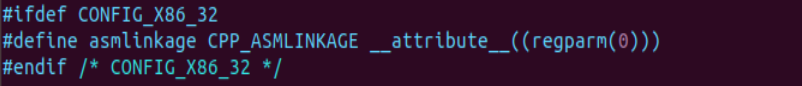 #ifdef CONFIG_X86_32
#define asmlinkage CPP_ASMLINKAGE __attribute__((regparm(0)))
#endif /* CONFIG_X86_32 */